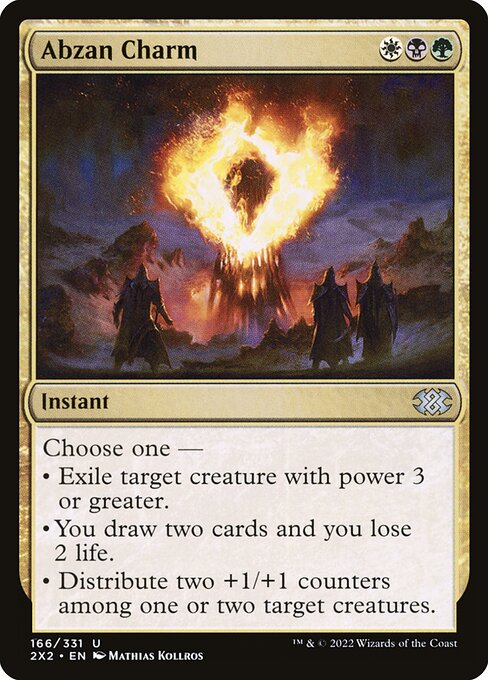 Abzan Charm
Instant
Choose one —
• Exile target creature with power 3
or greater.
• You draw two cards and you lose
2 life.
• Distribute two +1/+1 counters
among one or two target creatures.
166/331 U
2X2 • EN Mathias Kollros
™ & © 2022 Wizards of the Coast